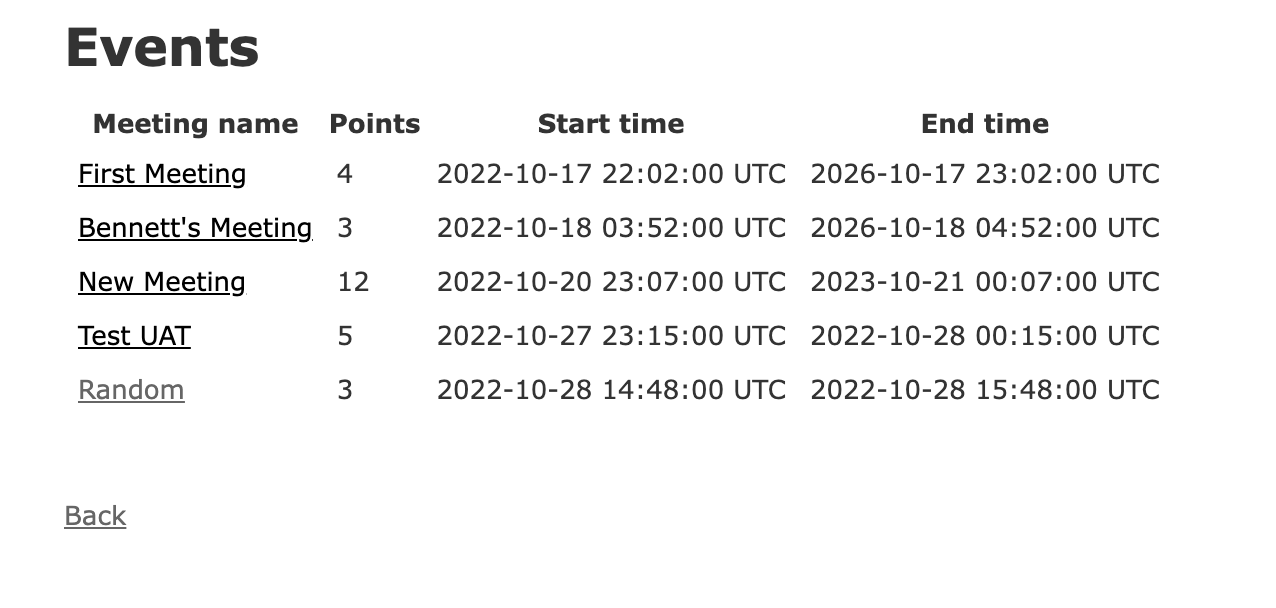 Events
Meeting name Points Start time End time
First Meeting 4 2022-10-17 22:02:00 UTC 2026-10-17 23:02:00 UTC
Bennett's Meeting 3 2022-10-18 03:52:00 UTC 2026-10-18 04:52:00 UTC
New Meeting 12 2022-10-20 23:07:00 UTC 2023-10-21 00:07:00 UTC
Test UAT 5 2022-10-27 23:15:00 UTC 2022-10-28 00:15:00 UTC
Random 3 2022-10-28 14:48:00 UTC 2022-10-28 15:48:00 UTC
Back